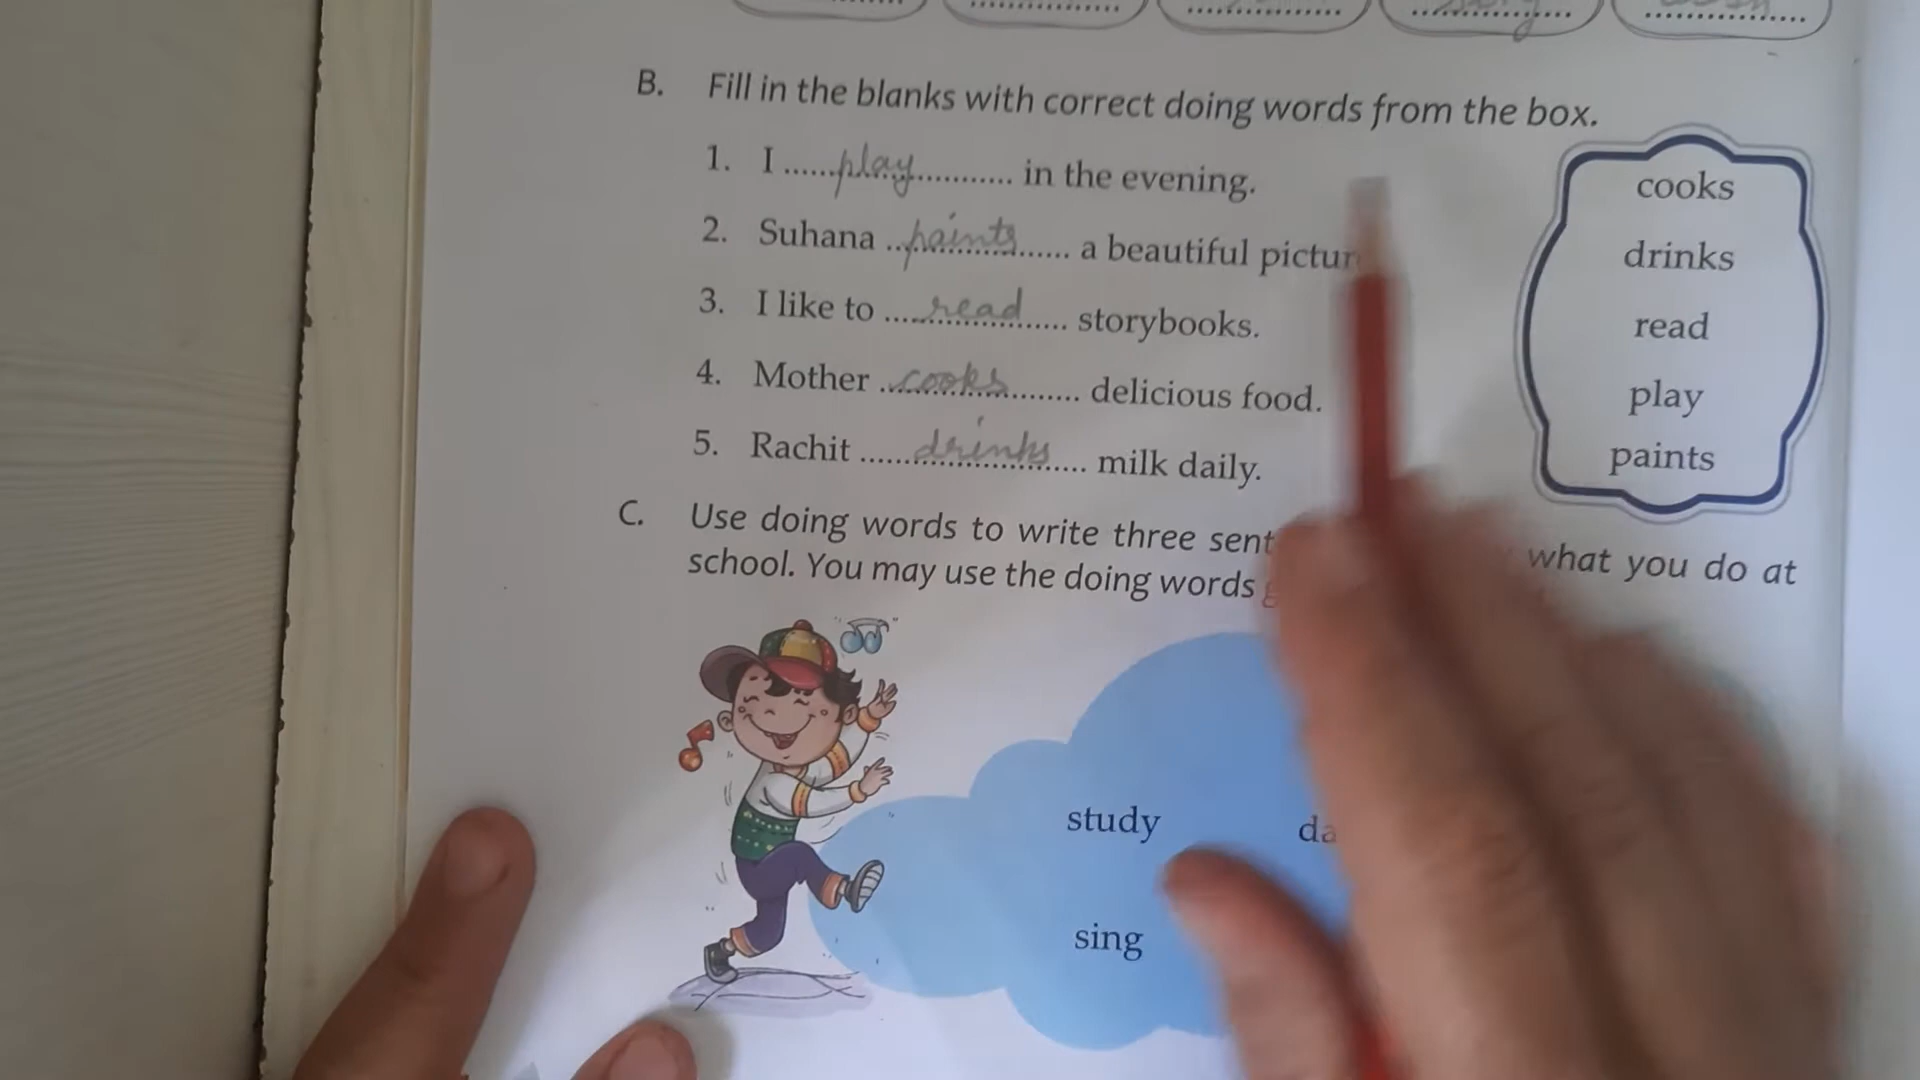 B. Fill in the blanks with correct doing words from the box.
1. I ......play............ in the evening.
2. Suhana ...paints...... a beautiful pictur
3. I like to .....read..... storybooks.
4. Mother ..cooks........ delicious food.
5. Rachit ......drinks.... milk daily.
cooks
drinks
read
play
paints
C. Use doing words to write three sent what you do at
school. You may use the doing words
study da
sing